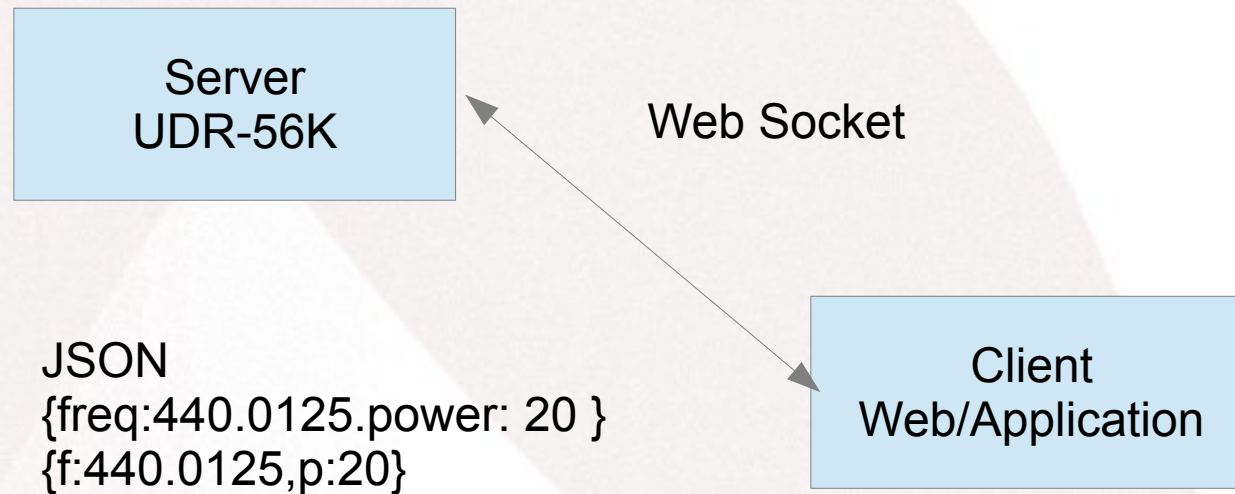 Server
UDR-56K
Web Socket
Client
Web/Application
JSON
{freq:440.0125.power: 20 }
{f:440.0125,p:20}